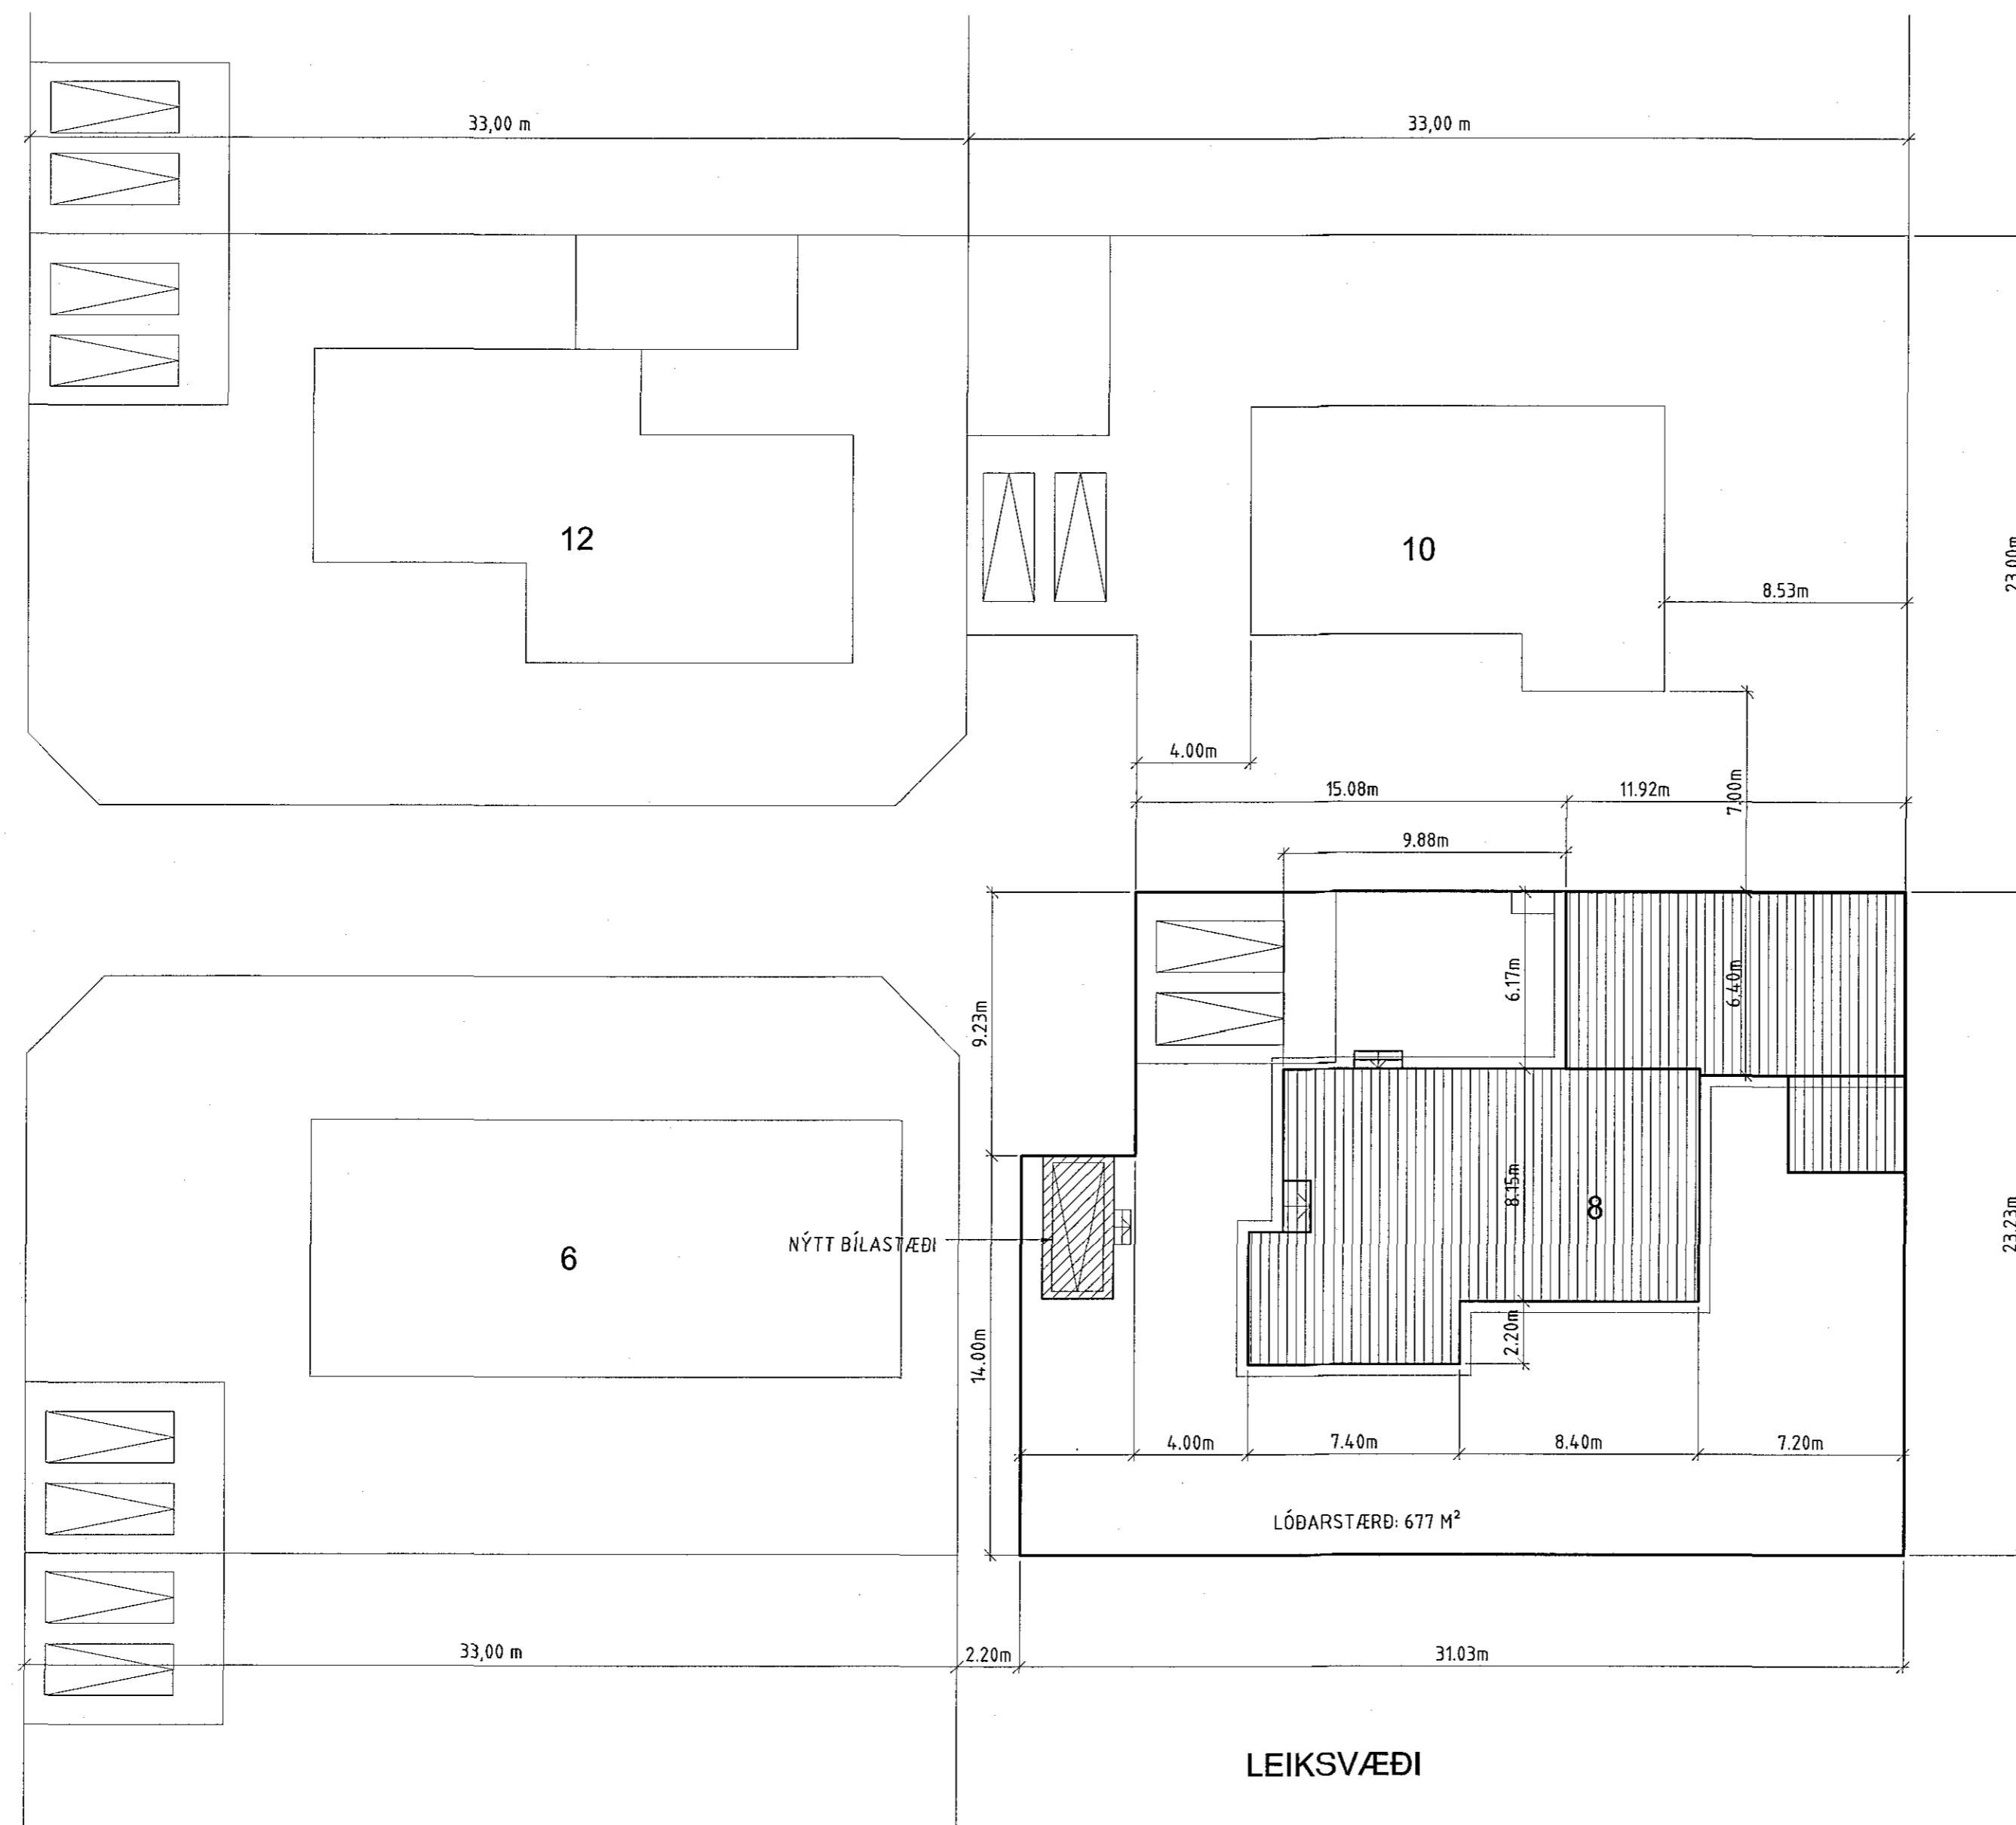 33,00 m
33,00 m
12
10
23.00m
8.53m
4.00m
15.08m
11.92m
7.00m
9.88m
9.23m
6.17m
6.40m
8.15m
8
23.23m
NÝTT BÍLASTÆÐI
6
14.00m
2.20m
4.00m
7.40m
8.40m
7.20m
LÓÐARSTÆRÐ: 677 M²
33,00 m
2.20m
31.03m
LEIKSVÆÐI